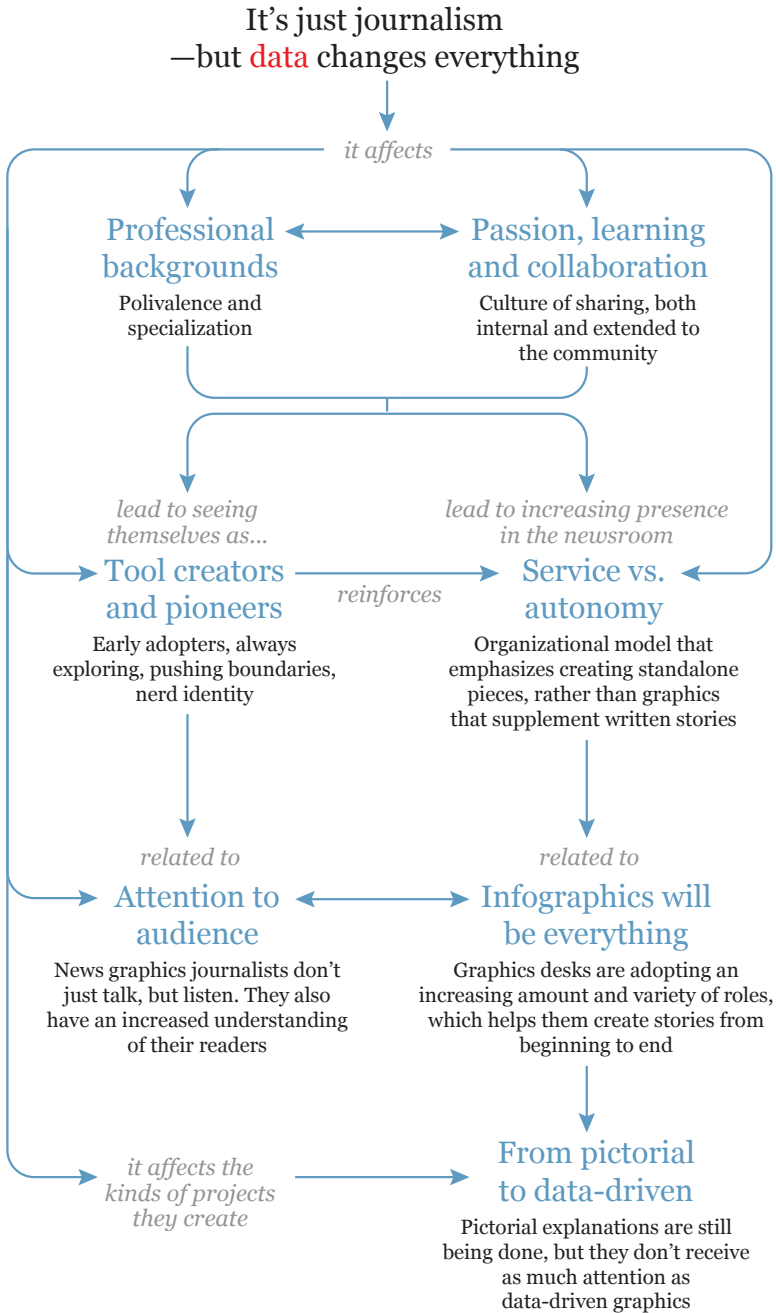 It’s just journalism
—but data changes everything
it affects
Professional
backgrounds
Polivalence and
specialization
Passion, learning
and collaboration
Culture of sharing, both
internal and extended to
the community
lead to seeing
themselves as...
Tool creators
and pioneers
Early adopters, always
exploring, pushing boundaries,
nerd identity
reinforces
lead to increasing presence
in the newsroom
Service vs.
autonomy
Organizational model that
emphasizes creating standalone
pieces, rather than graphics
that supplement written stories
related to
Attention to
audience
News graphics journalists don’t
just talk, but listen. They also
have an increased understanding
of their readers
related to
Infographics will
be everything
Graphics desks are adopting an
increasing amount and variety of roles,
which helps them create stories from
beginning to end
it affects the
kinds of projects
they create
From pictorial
to data-driven
Pictorial explanations are still
being done, but they don’t receive
as much attention as
data-driven graphics